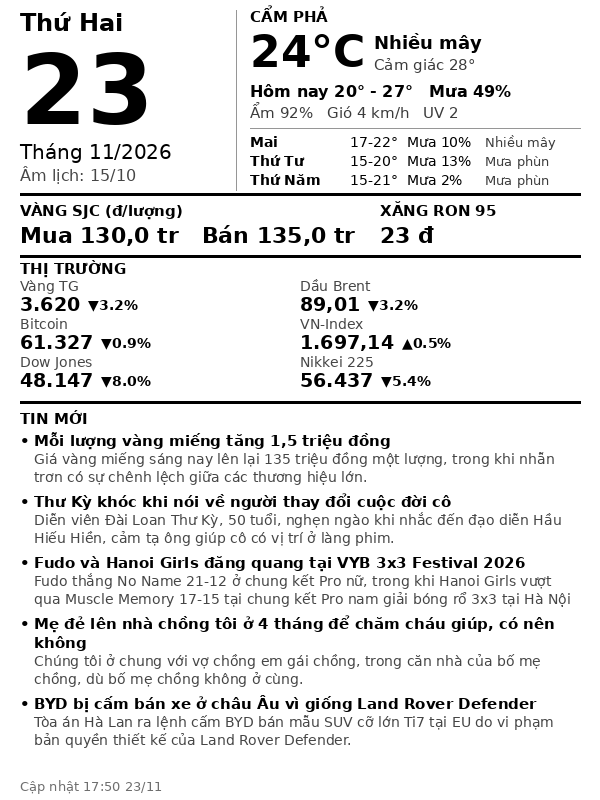 Thứ Hai
23
Tháng 11/2026
Âm lịch: 15/10
CẨM PHẢ
24°C Nhiều mây
Cảm giác 28°
Hôm nay 20° - 27° Mưa 49%
Ẩm 92% Gió 4 km/h UV 2
Mai 17-22° Mưa 10% Nhiều mây
Thứ Tư 15-20° Mưa 13% Mưa phùn
Thứ Năm 15-21° Mưa 2% Mưa phùn
VÀNG SJC (đ/lượng)
Mua 130,0 tr Bán 135,0 tr
XĂNG RON 95
23 đ
THỊ TRƯỜNG
Vàng TG
3.620 ▼3.2%
Dầu Brent
89,01 ▼3.2%
Bitcoin
61.327 ▼0.9%
VN-Index
1.697,14 ▲0.5%
Dow Jones
48.147 ▼8.0%
Nikkei 225
56.437 ▼5.4%
TIN MỚI
• Mỗi lượng vàng miếng tăng 1,5 triệu đồng
Giá vàng miếng sáng nay lên lại 135 triệu đồng một lượng, trong khi nhẫn
trơn có sự chênh lệch giữa các thương hiệu lớn.
• Thư Kỳ khóc khi nói về người thay đổi cuộc đời cô
Diễn viên Đài Loan Thư Kỳ, 50 tuổi, nghẹn ngào khi nhắc đến đạo diễn Hầu
Hiếu Hiền, cảm tạ ông giúp cô có vị trí ở làng phim.
• Fudo và Hanoi Girls đăng quang tại VYB 3x3 Festival 2026
Fudo thắng No Name 21-12 ở chung kết Pro nữ, trong khi Hanoi Girls vượt
qua Muscle Memory 17-15 tại chung kết Pro nam giải bóng rổ 3x3 tại Hà Nội
• Mẹ đẻ lên nhà chồng tôi ở 4 tháng để chăm cháu giúp, có nên
không
Chúng tôi ở chung với vợ chồng em gái chồng, trong căn nhà của bố mẹ
chồng, dù bố mẹ chồng không ở cùng.
• BYD bị cấm bán xe ở châu Âu vì giống Land Rover Defender
Tòa án Hà Lan ra lệnh cấm BYD bán mẫu SUV cỡ lớn Ti7 tại EU do vi phạm
bản quyền thiết kế của Land Rover Defender.
Cập nhật 17:50 23/11